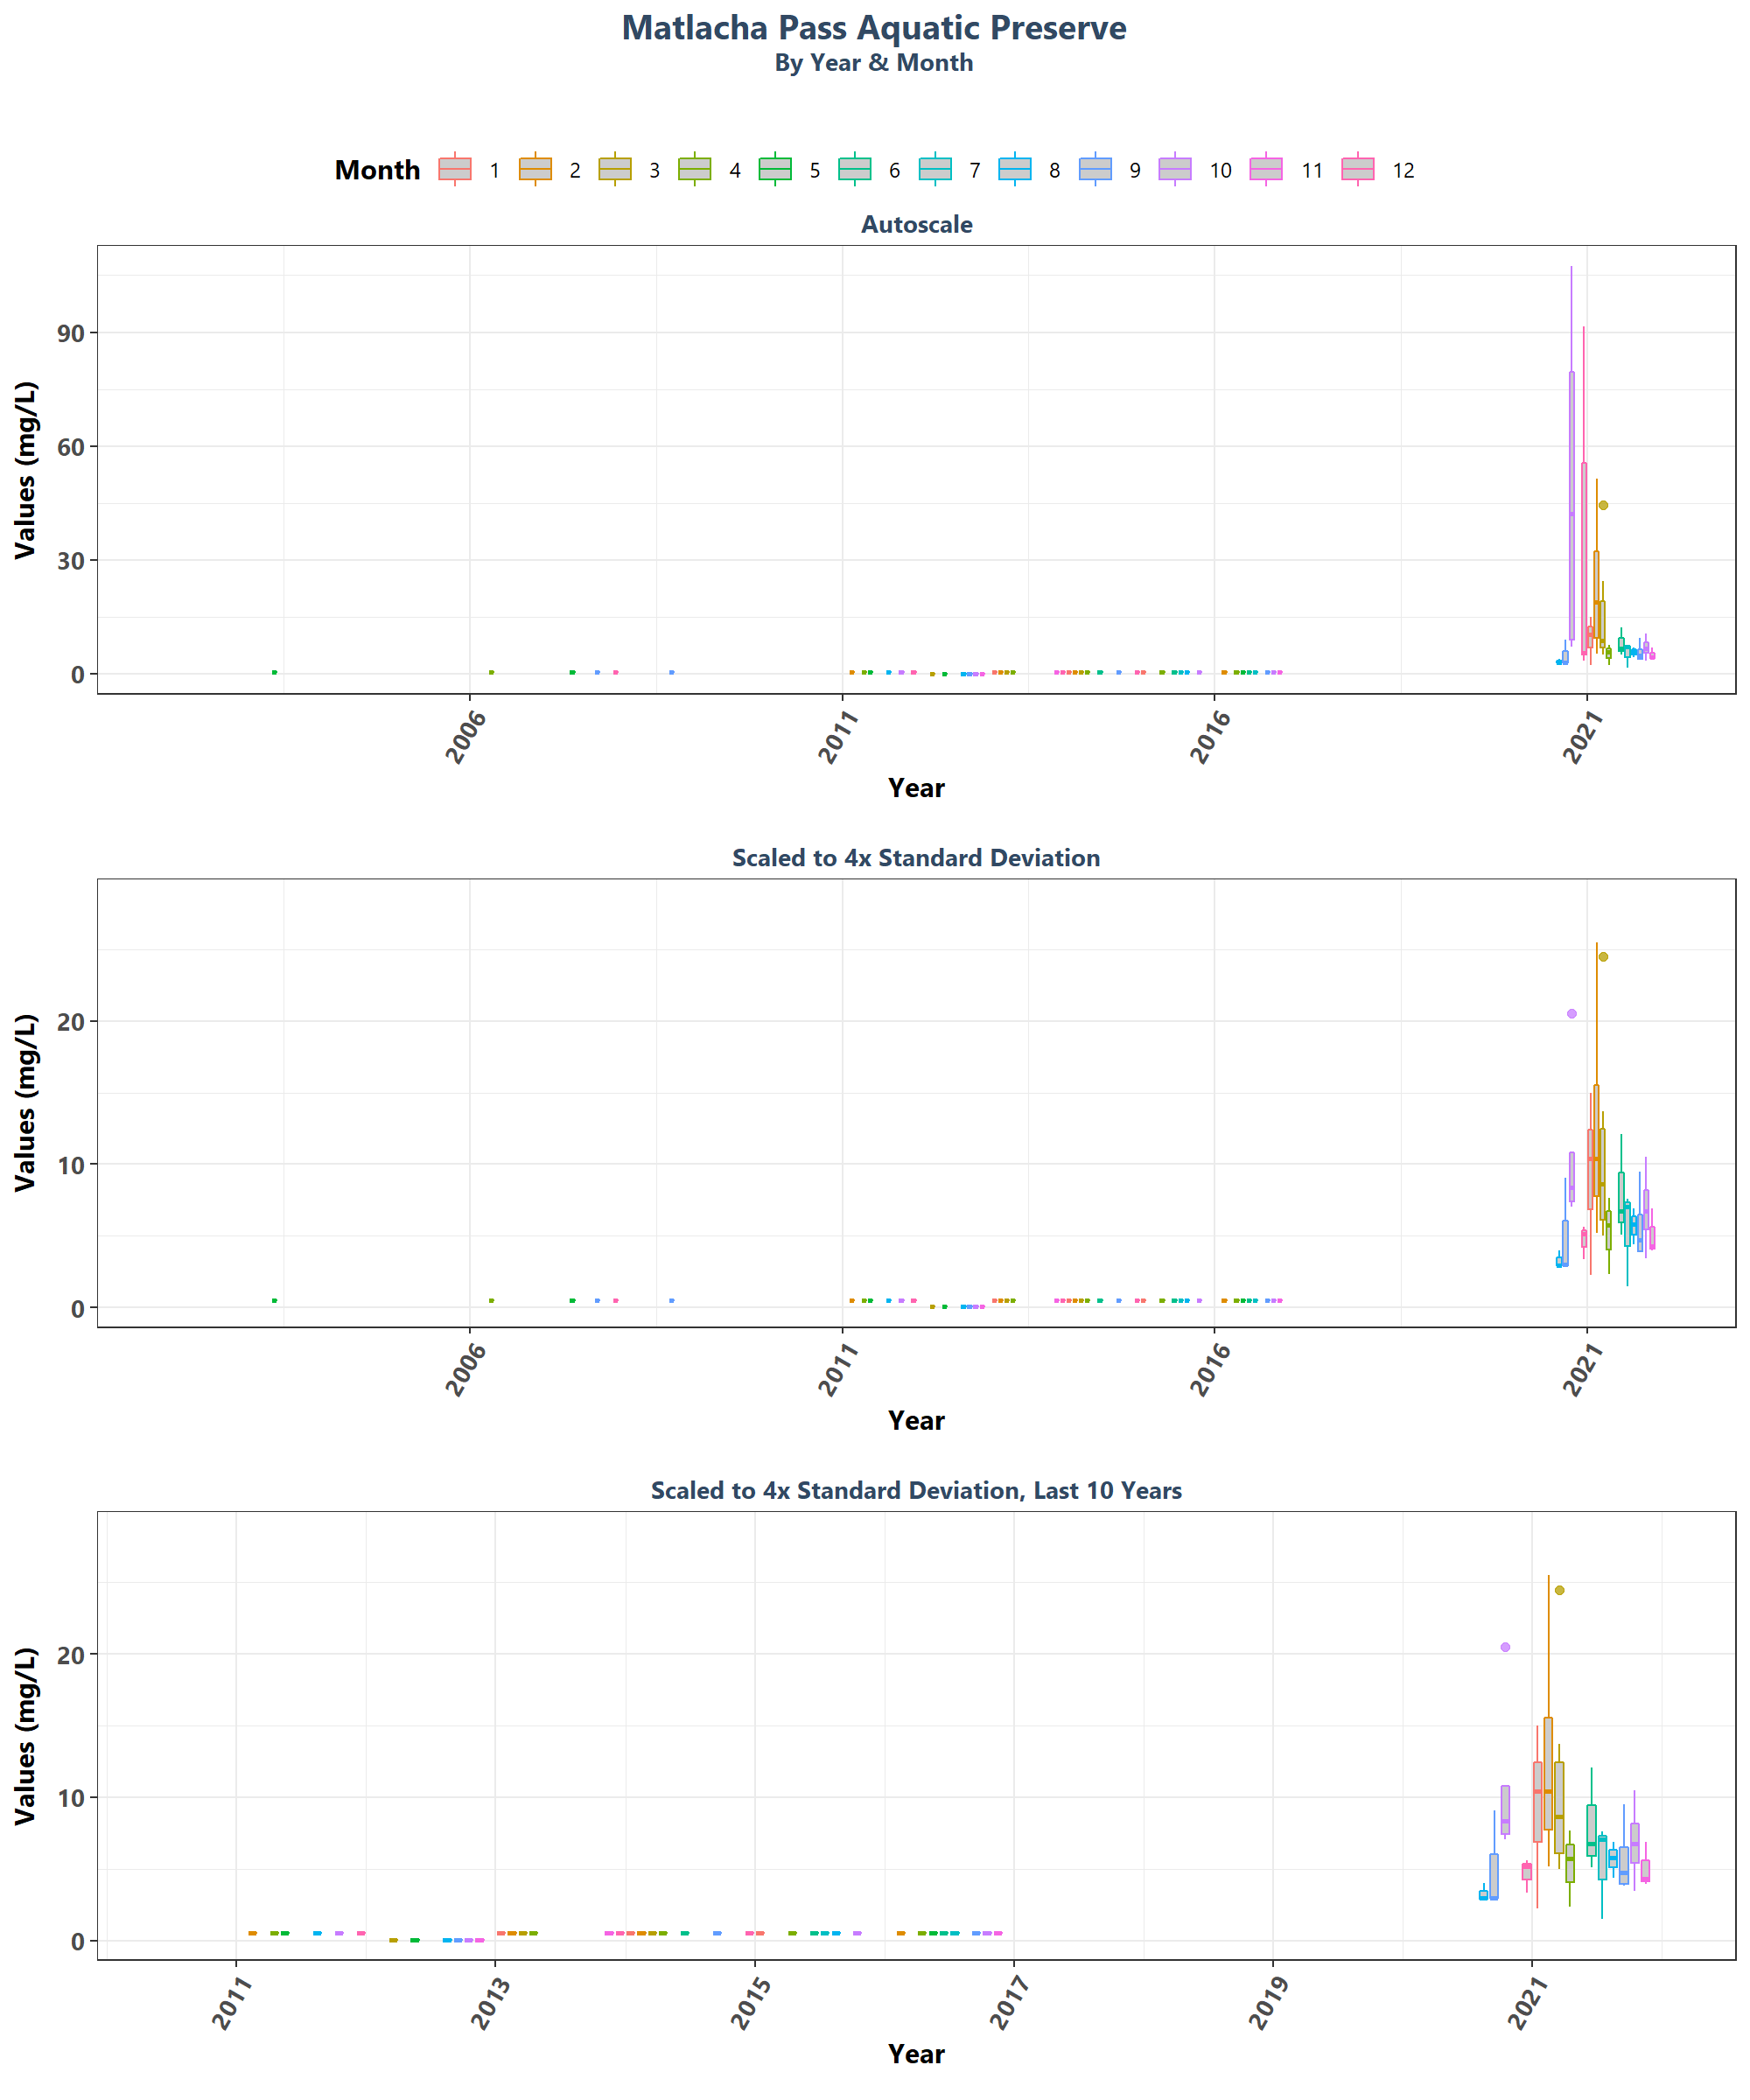 Matlacha Pass Aquatic Preserve
By Year & Month
Month 1 2 3 4 5 6 7 8 9 10 11 12
Autoscale
Values (mg/L)
90
60
30
0
2006 2011 2016 2021
Year
Scaled to 4x Standard Deviation
Values (mg/L)
20
10
0
2006 2011 2016 2021
Year
Scaled to 4x Standard Deviation, Last 10 Years
Values (mg/L)
20
10
0
2011 2013 2015 2017 2019 2021
Year